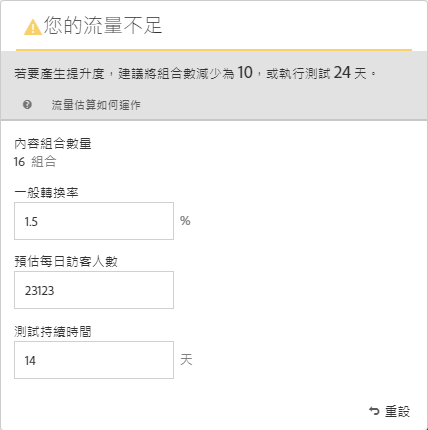 您的流量不足
若要產生提升度，建議將組合數減少為 10，或執行測試 24 天。
流量估算如何運作
內容組合數量
16 組合
一般轉換率
1.5 %
預估每日訪客人數
23123
測試持續時間
14 天
重設